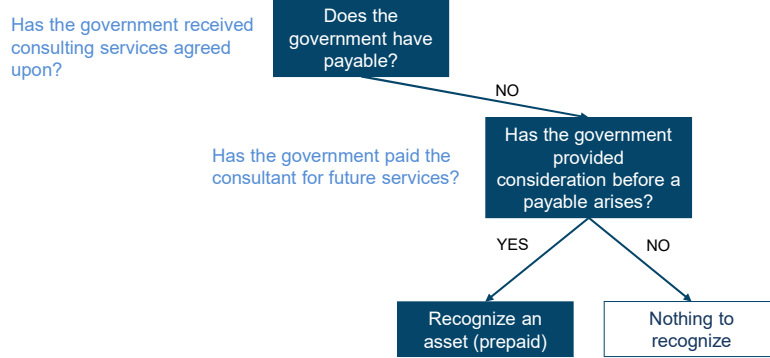 Has the government received
consulting services agreed
upon?
Does the
government have
payable?
NO
Has the government paid the
consultant for future services?
Has the government
provided
consideration before a
payable arises?
YES
NO
Recognize an
asset (prepaid)
Nothing to
recognize